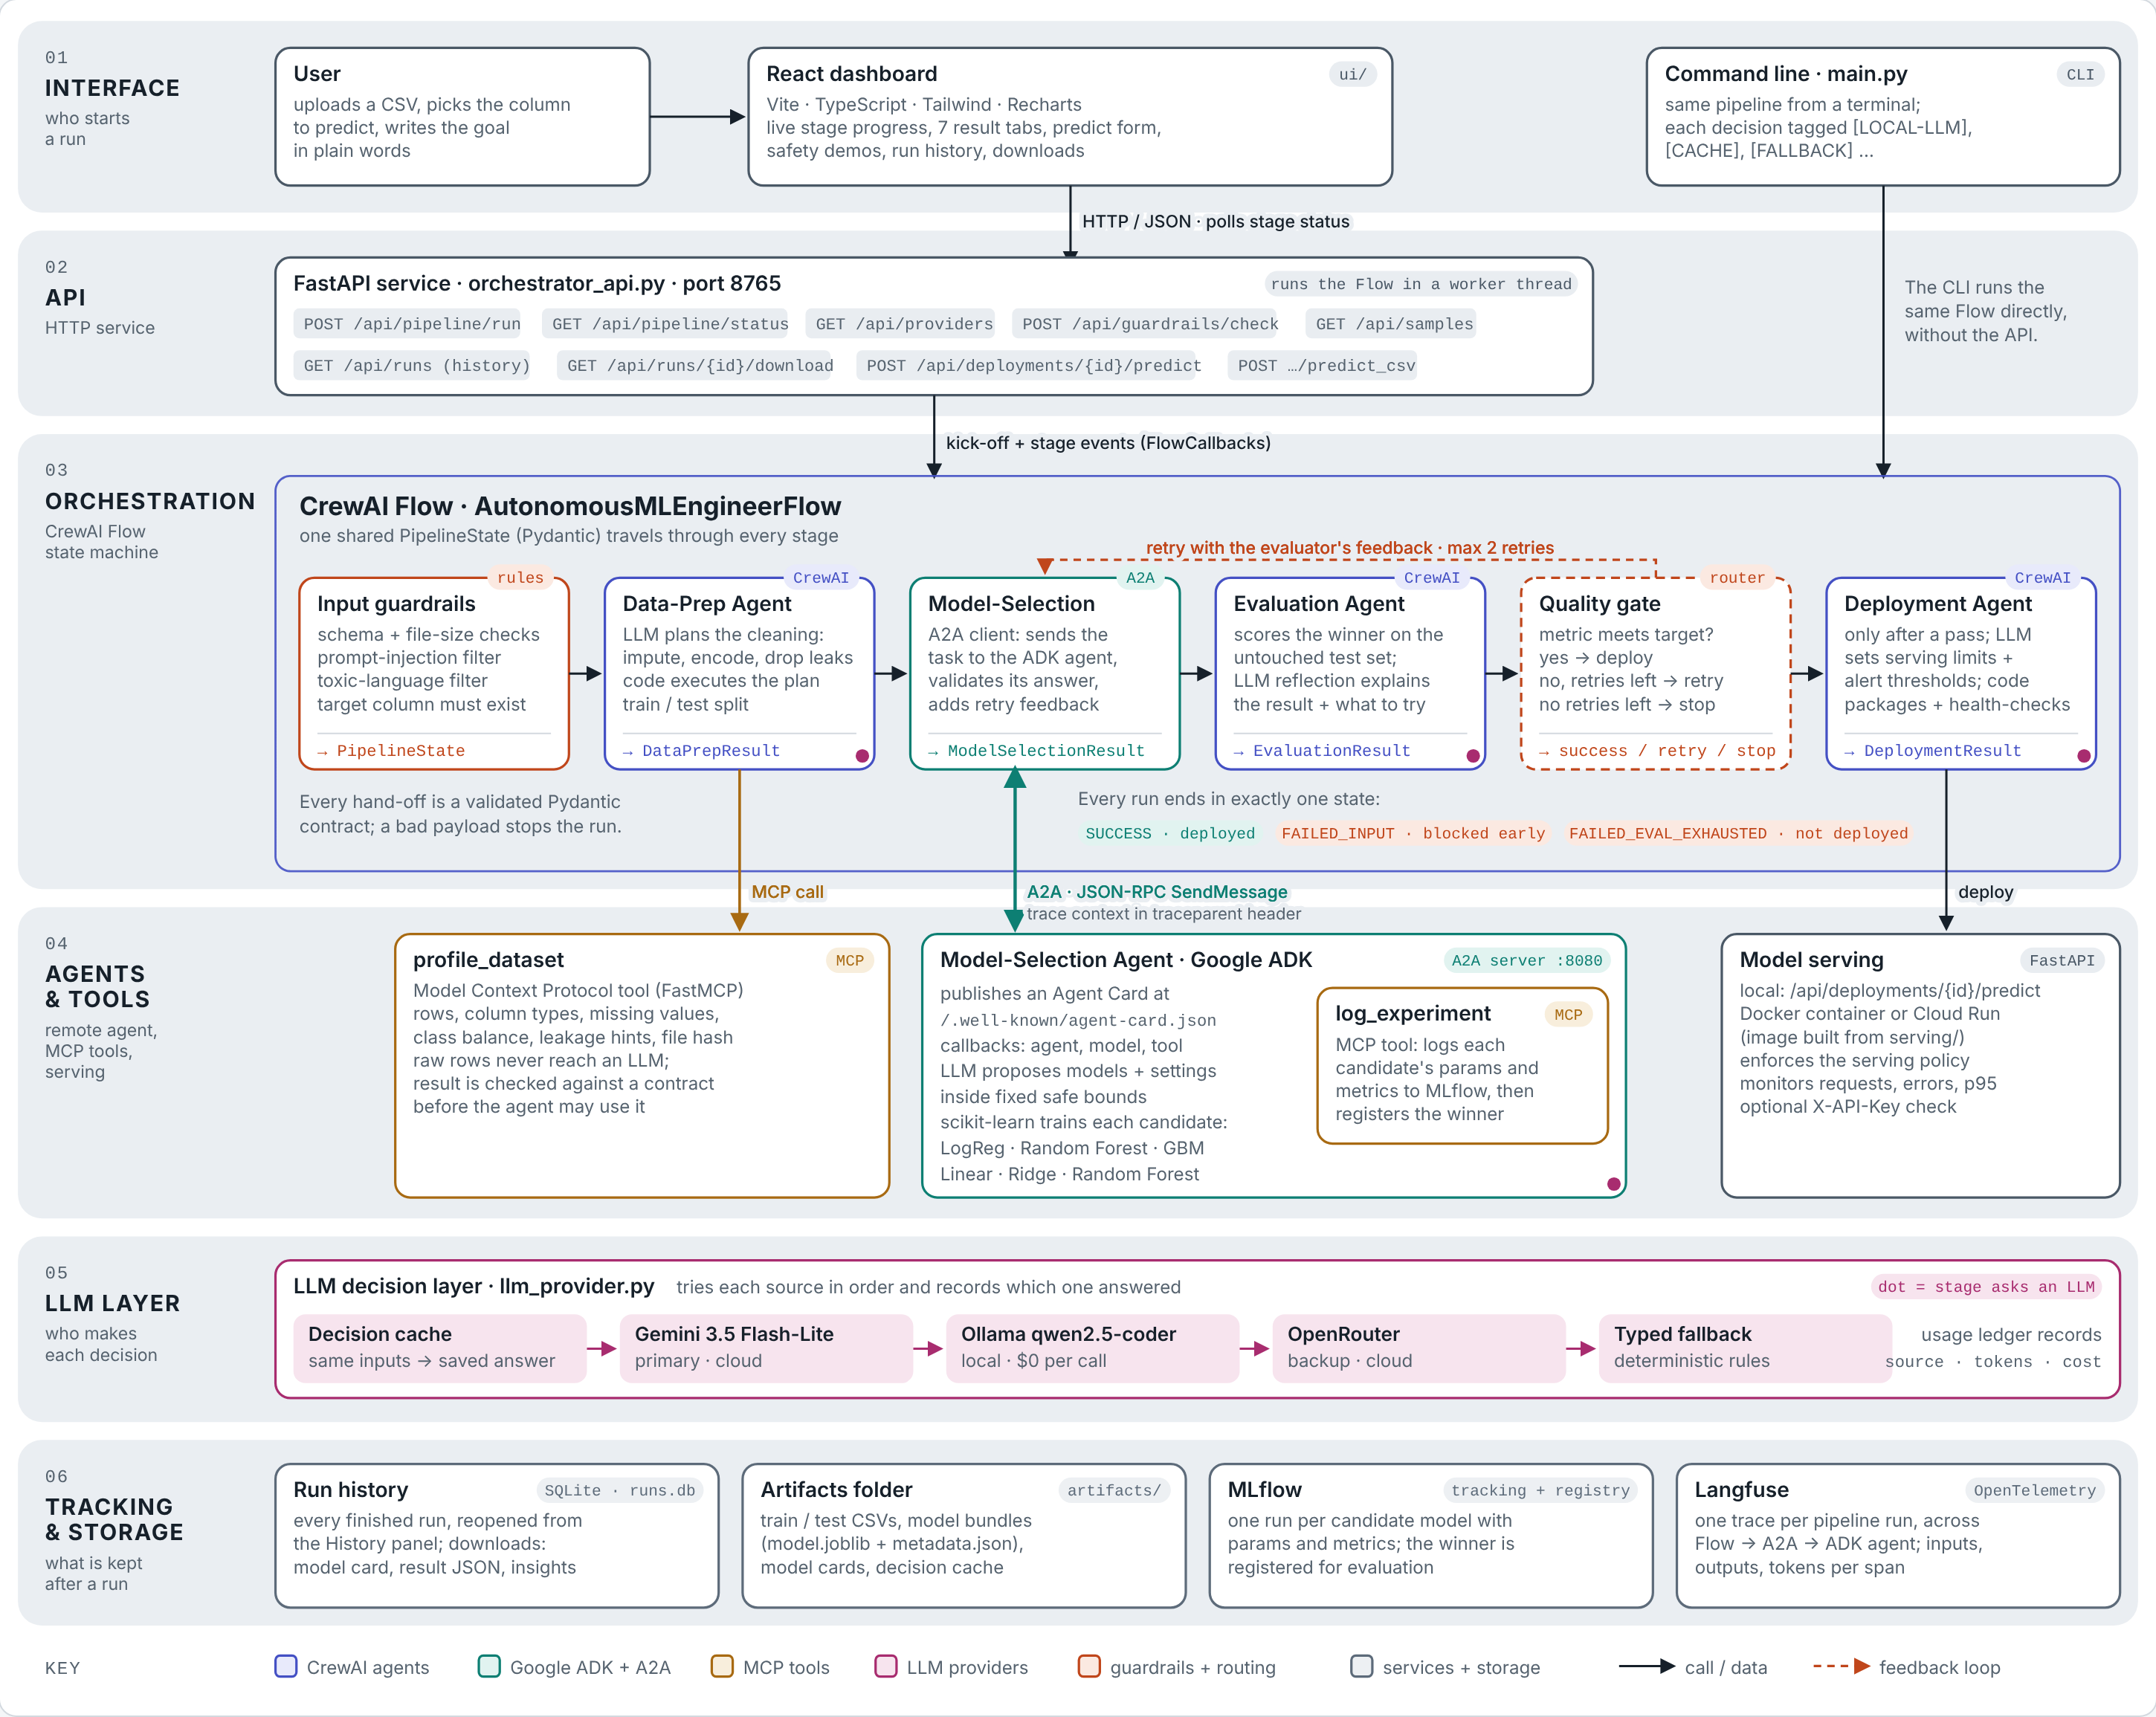 01
INTERFACE
who starts
a run
User
uploads a CSV, picks the column
to predict, writes the goal
in plain words
React dashboard
ui/
Vite · TypeScript · Tailwind · Recharts
live stage progress, 7 result tabs, predict form,
safety demos, run history, downloads
Command line · main.py
CLI
same pipeline from a terminal;
each decision tagged [LOCAL-LLM],
[CACHE], [FALLBACK] …
HTTP / JSON · polls stage status
02
API
HTTP service
FastAPI service · orchestrator_api.py · port 8765
runs the Flow in a worker thread
POST /api/pipeline/run
GET /api/pipeline/status
GET /api/providers
POST /api/guardrails/check
GET /api/samples
GET /api/runs (history)
GET /api/runs/{id}/download
POST /api/deployments/{id}/predict
POST …/predict_csv
The CLI runs the
same Flow directly,
without the API.
kick-off + stage events (FlowCallbacks)
03
ORCHESTRATION
CrewAI Flow
state machine
CrewAI Flow · AutonomousMLEngineerFlow
one shared PipelineState (Pydantic) travels through every stage
retry with the evaluator's feedback · max 2 retries
rules
Input guardrails
schema + file-size checks
prompt-injection filter
toxic-language filter
target column must exist
→ PipelineState
CrewAI
Data-Prep Agent
LLM plans the cleaning:
impute, encode, drop leaks
code executes the plan
train / test split
→ DataPrepResult
A2A
Model-Selection
A2A client: sends the
task to the ADK agent,
validates its answer,
adds retry feedback
→ ModelSelectionResult
CrewAI
Evaluation Agent
scores the winner on the
untouched test set;
LLM reflection explains
the result + what to try
→ EvaluationResult
router
Quality gate
metric meets target?
yes → deploy
no, retries left → retry
no retries left → stop
→ success / retry / stop
CrewAI
Deployment Agent
only after a pass; LLM
sets serving limits +
alert thresholds; code
packages + health-checks
→ DeploymentResult
Every hand-off is a validated Pydantic
contract; a bad payload stops the run.
Every run ends in exactly one state:
SUCCESS · deployed
FAILED_INPUT · blocked early
FAILED_EVAL_EXHAUSTED · not deployed
MCP call
A2A · JSON-RPC SendMessage
trace context in traceparent header
deploy
04
AGENTS
& TOOLS
remote agent,
MCP tools,
serving
profile_dataset
MCP
Model Context Protocol tool (FastMCP)
rows, column types, missing values,
class balance, leakage hints, file hash
raw rows never reach an LLM;
result is checked against a contract
before the agent may use it
Model-Selection Agent · Google ADK
A2A server :8080
publishes an Agent Card at
/.well-known/agent-card.json
callbacks: agent, model, tool
LLM proposes models + settings
inside fixed safe bounds
scikit-learn trains each candidate:
LogReg · Random Forest · GBM
Linear · Ridge · Random Forest
log_experiment
MCP
MCP tool: logs each
candidate's params and
metrics to MLflow, then
registers the winner
Model serving
FastAPI
local: /api/deployments/{id}/predict
Docker container or Cloud Run
(image built from serving/)
enforces the serving policy
monitors requests, errors, p95
optional X-API-Key check
05
LLM LAYER
who makes
each decision
LLM decision layer · llm_provider.py
tries each source in order and records which one answered
dot = stage asks an LLM
Decision cache
same inputs → saved answer
Gemini 3.5 Flash-Lite
primary · cloud
Ollama qwen2.5-coder
local · $0 per call
OpenRouter
backup · cloud
Typed fallback
deterministic rules
usage ledger records
source · tokens · cost
06
TRACKING
& STORAGE
what is kept
after a run
Run history
SQLite · runs.db
every finished run, reopened from
the History panel; downloads:
model card, result JSON, insights
Artifacts folder
artifacts/
train / test CSVs, model bundles
(model.joblib + metadata.json),
model cards, decision cache
MLflow
tracking + registry
one run per candidate model with
params and metrics; the winner is
registered for evaluation
Langfuse
OpenTelemetry
one trace per pipeline run, across
Flow → A2A → ADK agent; inputs,
outputs, tokens per span
KEY
CrewAI agents
Google ADK + A2A
MCP tools
LLM providers
guardrails + routing
services + storage
call / data
feedback loop